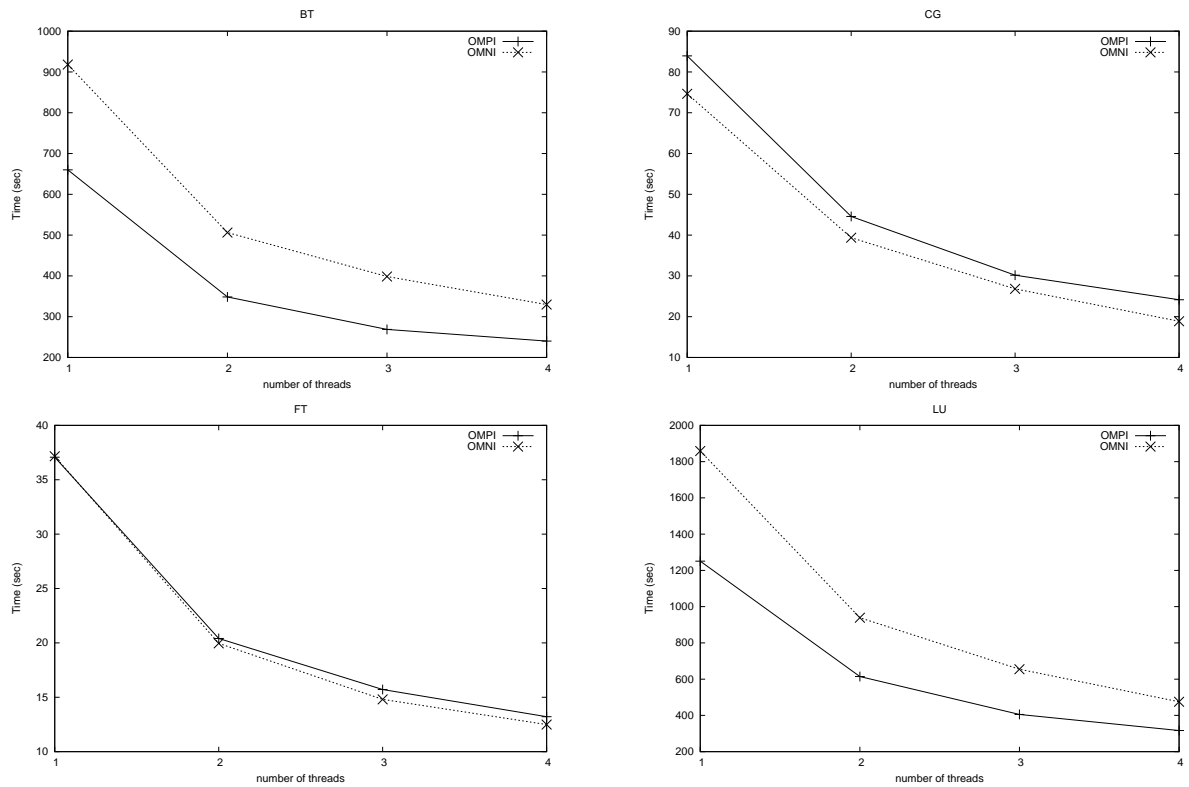 BT
1000
900
800
700
600
500
400
300
200
Time (sec)
1 2 3 4
number of threads
OMPI
OMNI
CG
90
80
70
60
50
40
30
20
10
Time (sec)
1 2 3 4
number of threads
OMPI
OMNI
FT
40
35
30
25
20
15
10
Time (sec)
1 2 3 4
number of threads
OMPI
OMNI
LU
2000
1800
1600
1400
1200
1000
800
600
400
200
Time (sec)
1 2 3 4
number of threads
OMPI
OMNI